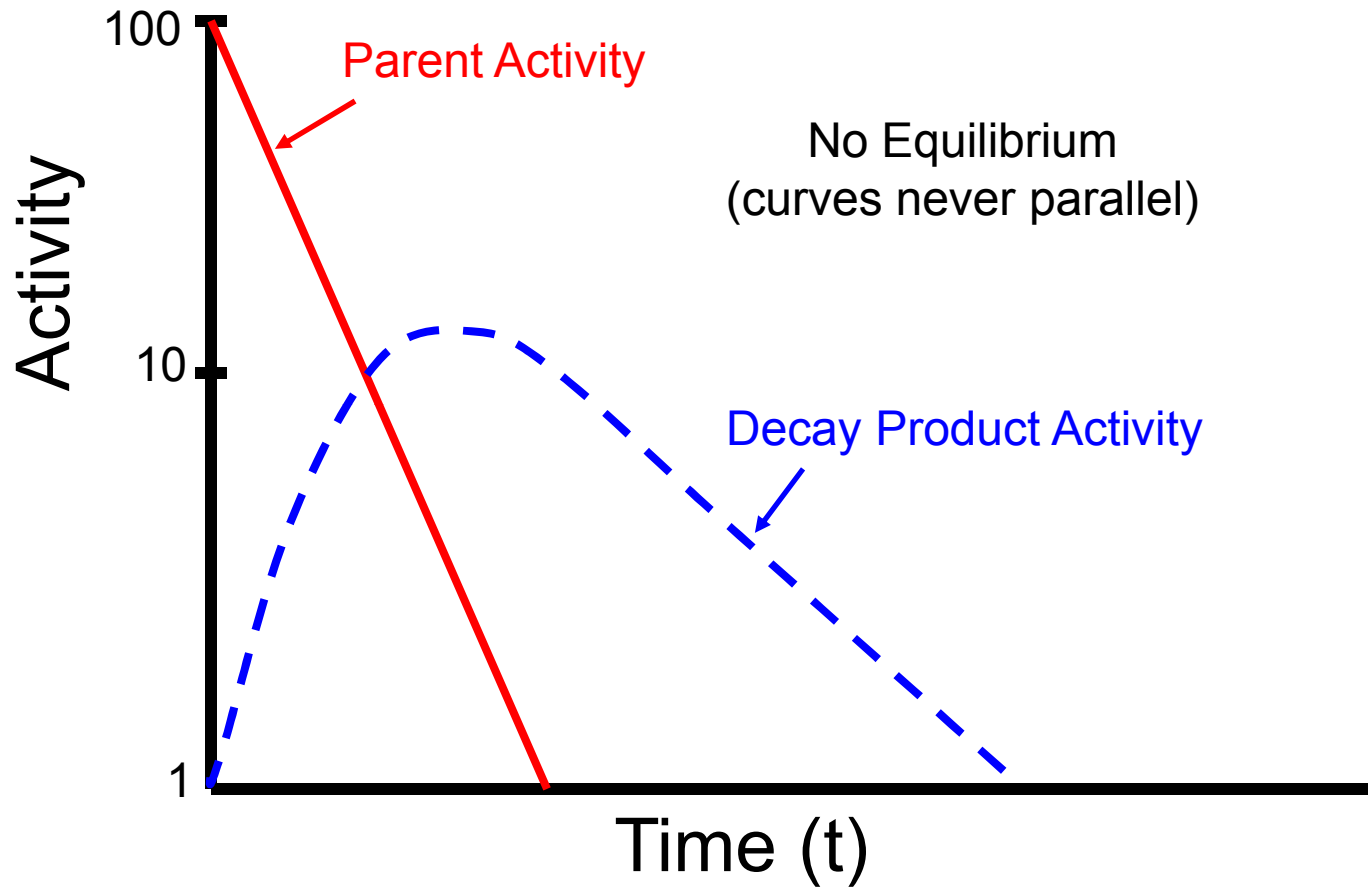 100
Parent Activity
No Equilibrium
(curves never parallel)
Activity
10
Decay Product Activity
1
Time (t)